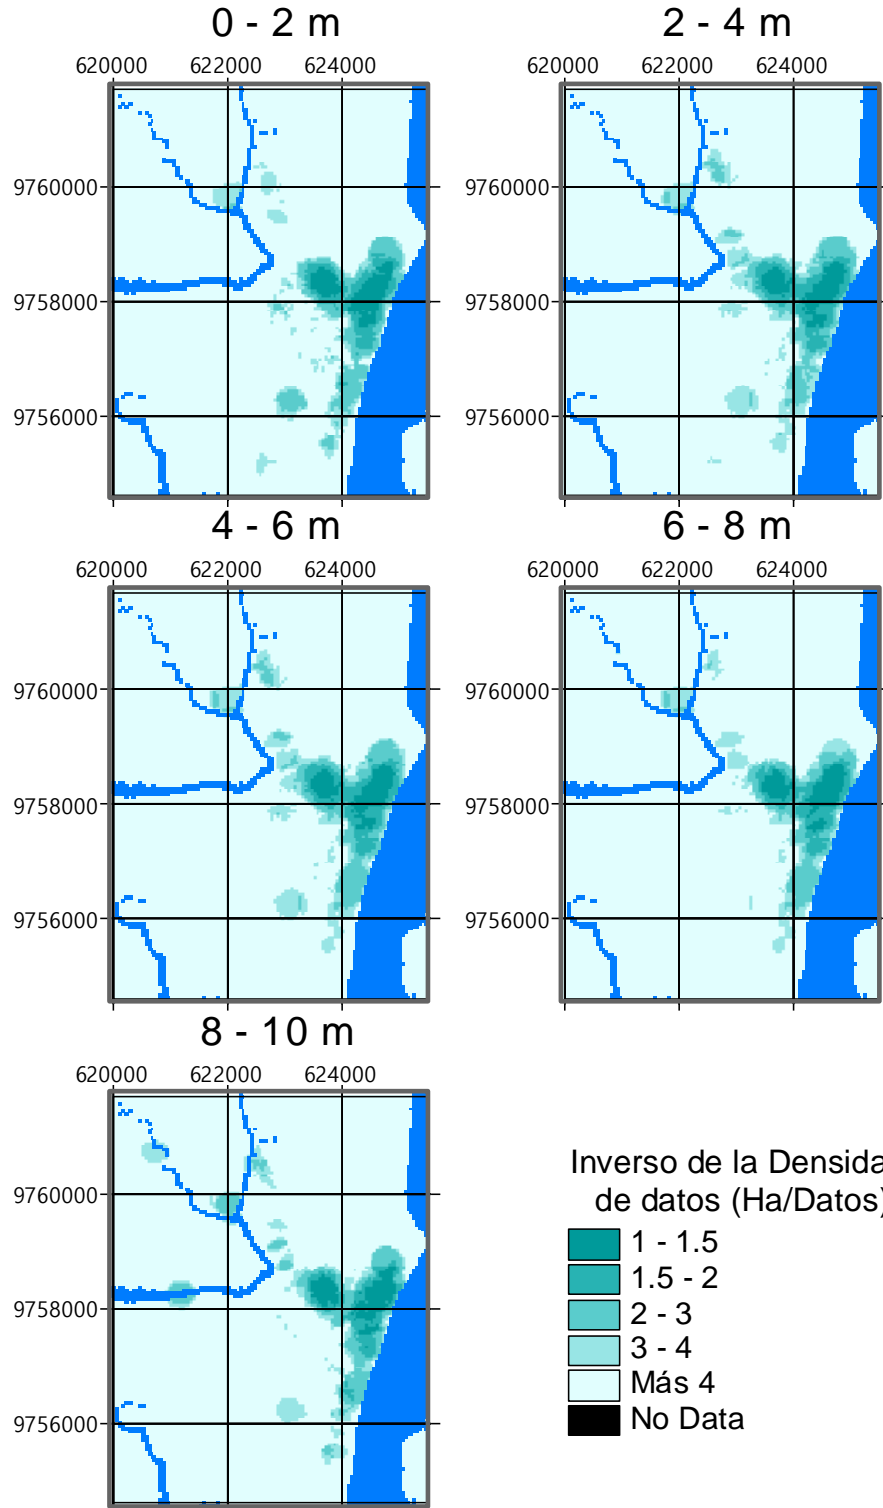 0 - 2 m
2 - 4 m
620000 622000 624000
620000 622000 624000
9760000
9760000
9758000
9758000
9756000
9756000
4 - 6 m
6 - 8 m
620000 622000 624000
620000 622000 624000
9760000
9760000
9758000
9758000
9756000
9756000
8 - 10 m
620000 622000 624000
9760000
9758000
9756000
Inverso de la Densida
de datos (Ha/Datos)
1 - 1.5
1.5 - 2
2 - 3
3 - 4
Más 4
No Data